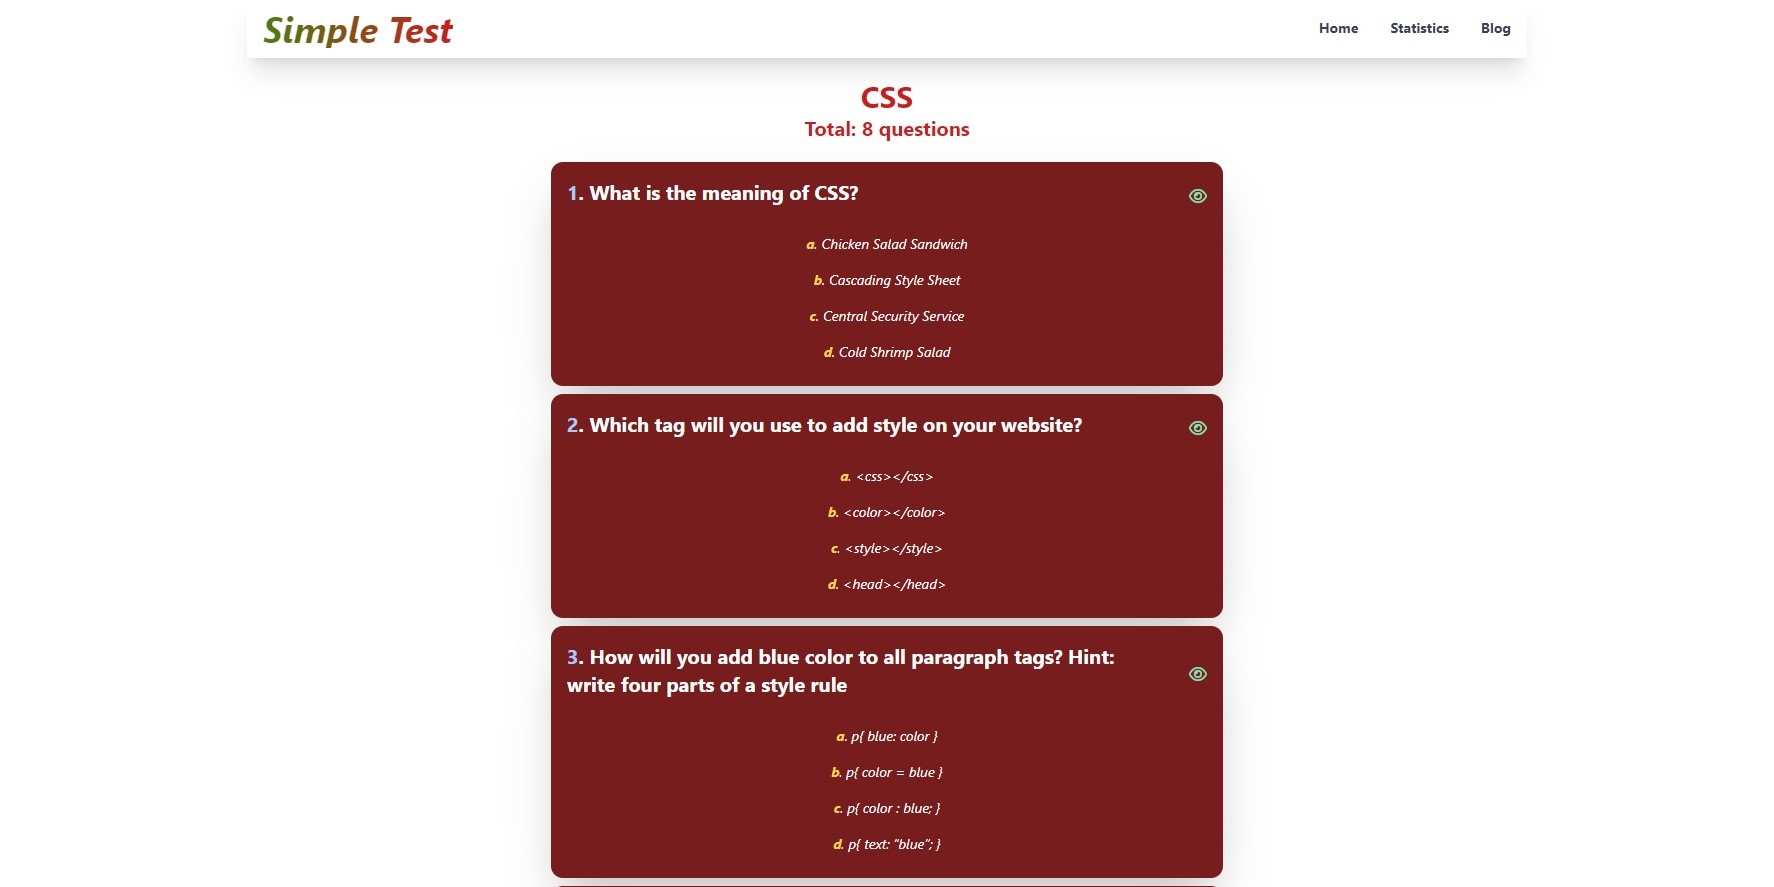 Simple Test
Home Statistics Blog
CSS
Total: 8 questions
1. What is the meaning of CSS?
a. Chicken Salad Sandwich
b. Cascading Style Sheet
c. Central Security Service
d. Cold Shrimp Salad
2. Which tag will you use to add style on your website?
a. <css></css>
b. <color></color>
c. <style></style>
d. <head></head>
3. How will you add blue color to all paragraph tags? Hint:
write four parts of a style rule
a. p{ blue: color }
b. p{ color = blue }
c. p{ color : blue; }
d. p{ text: "blue"; }